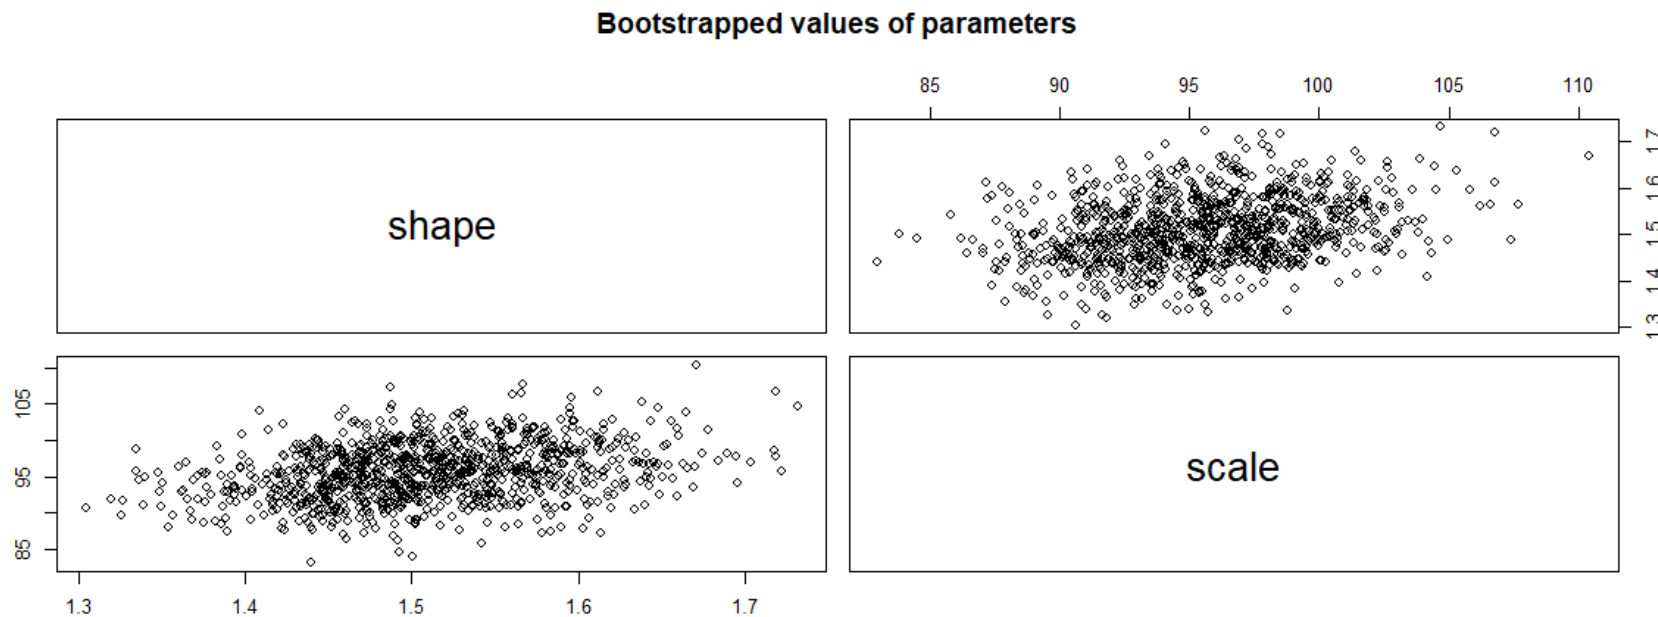 Bootstrapped values of parameters
85 90 95 100 105 110
shape
1.3 1.4 1.5 1.6 1.7
85 95 105
scale
1.3 1.4 1.5 1.6 1.7